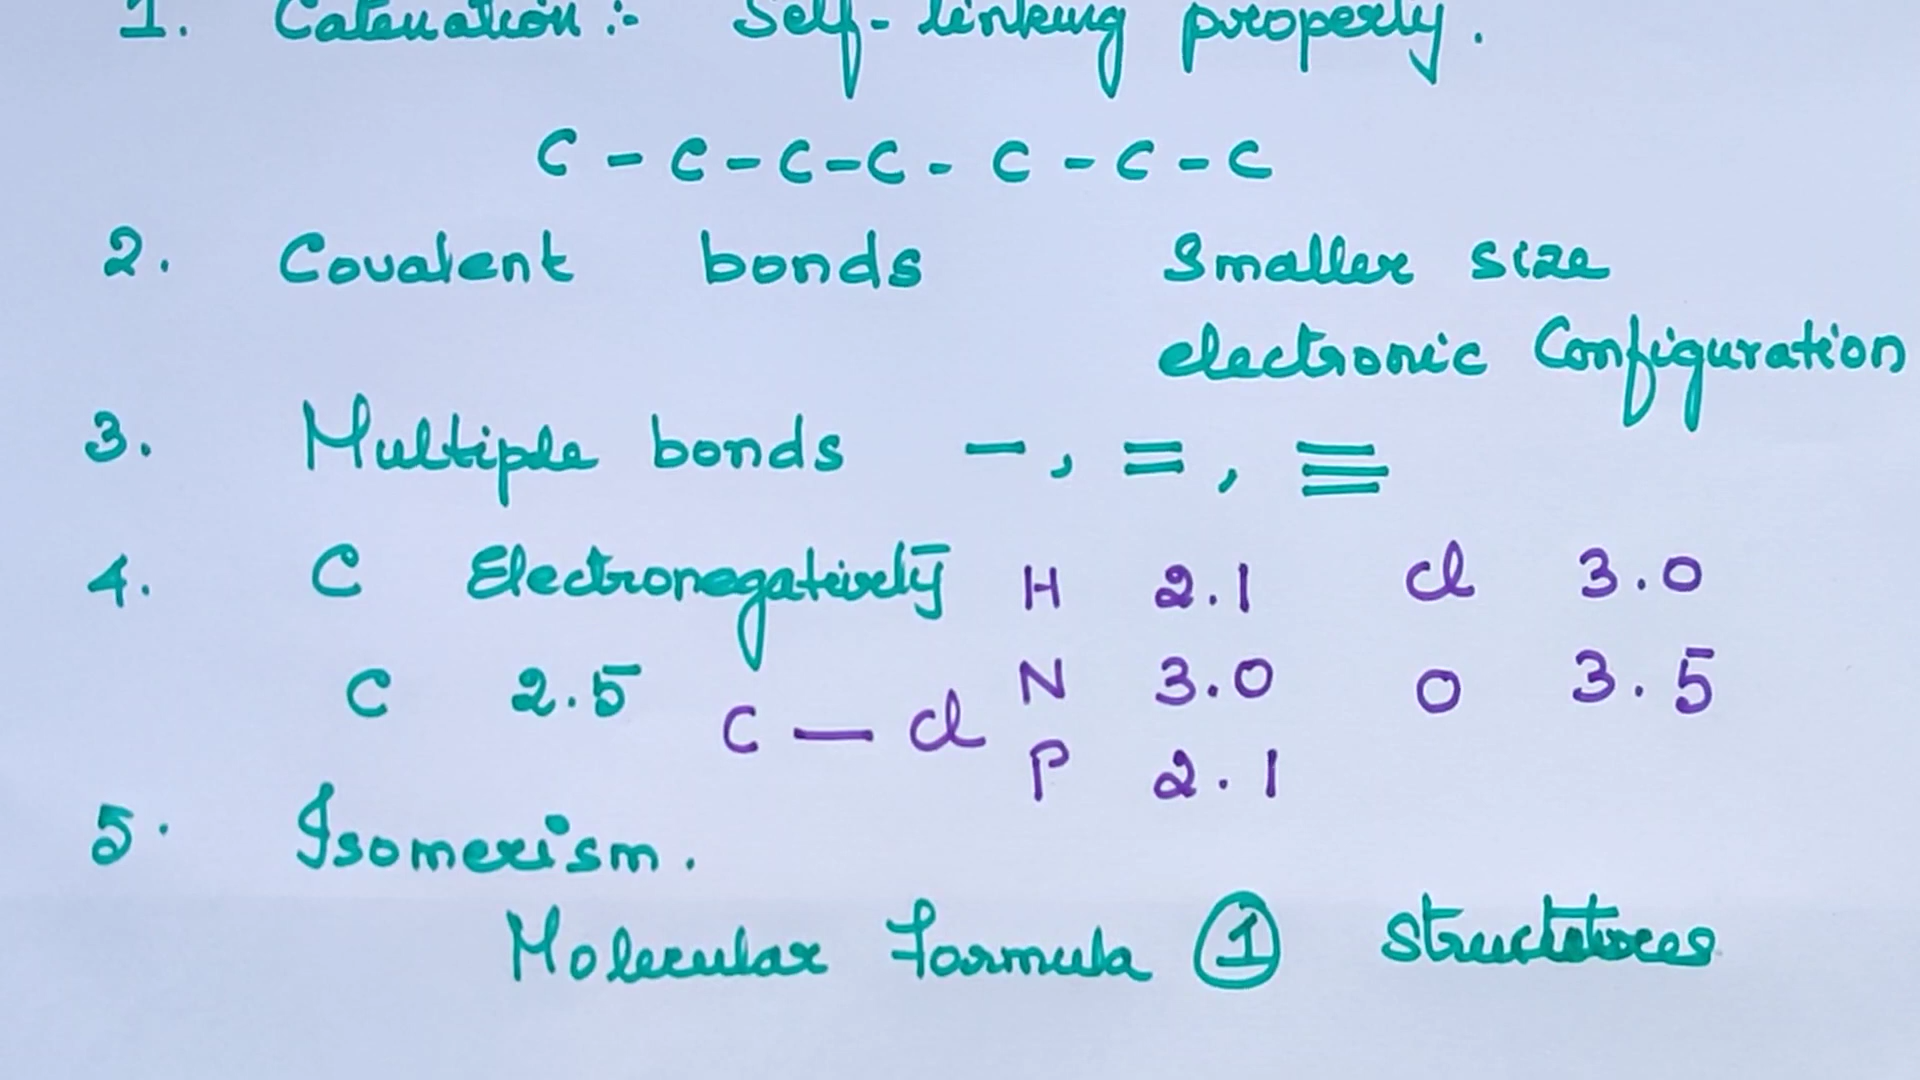 1. Catenation :- Self-linking property.
C - C - C - C - C - C - C
2. Covalent bonds Smaller size
electronic Configuration
3. Multiple bonds -, =, ≡
4. C Electronegativity H 2.1 Cl 3.0
C 2.5 C — Cl N 3.0 O 3.5
P 2.1
5. Isomerism.
Molecular Formula ① Structures